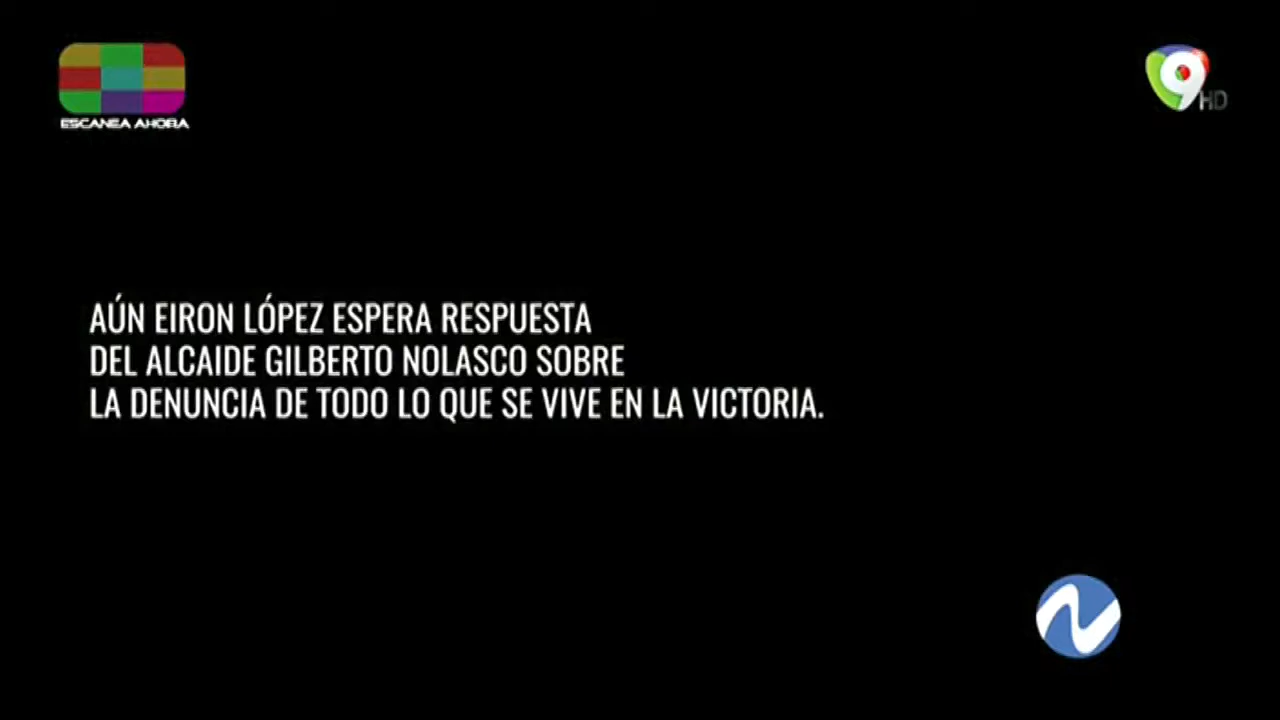 ESCANEA AHORA
9HD
AÚN EIRON LÓPEZ ESPERA RESPUESTA
DEL ALCAIDE GILBERTO NOLASCO SOBRE
LA DENUNCIA DE TODO LO QUE SE VIVE EN LA VICTORIA.